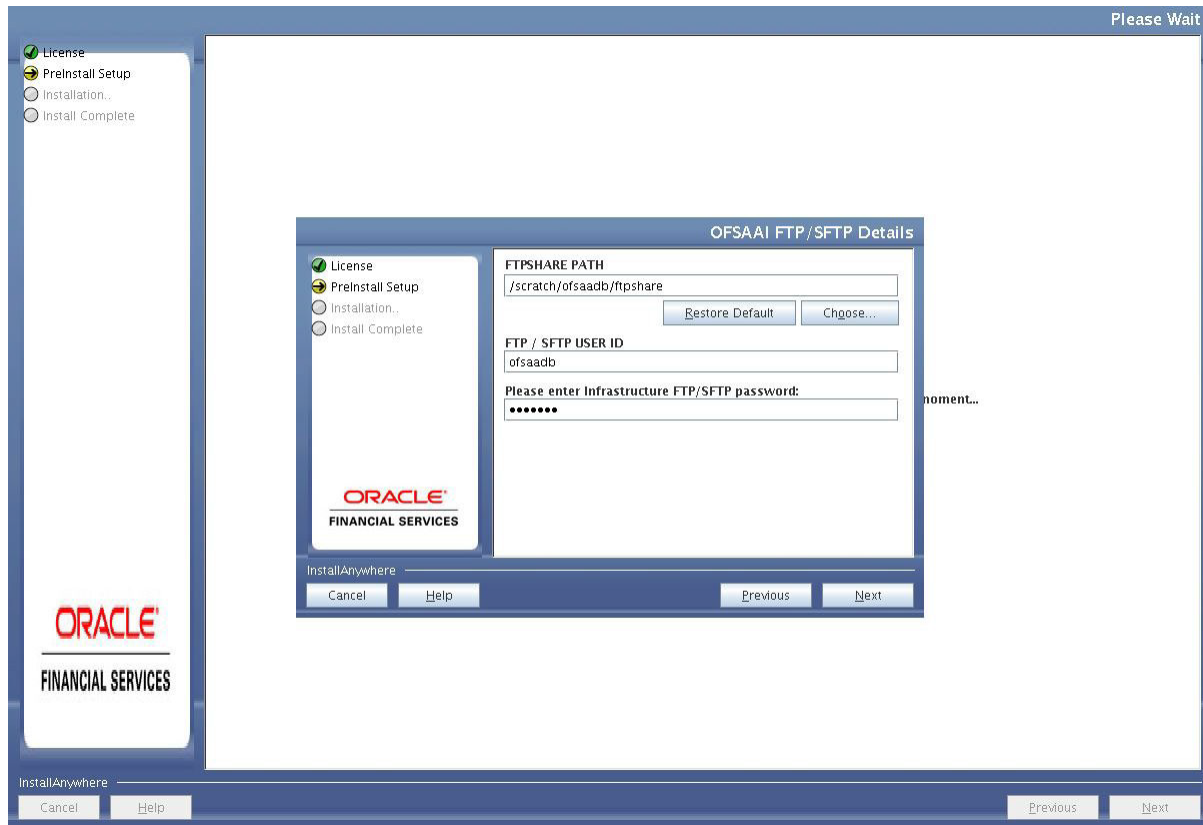 Please Wait
License
PreInstall Setup
Installation..
Install Complete
OFSAAI FTP/SFTP Details
License
PreInstall Setup
Installation..
Install Complete
FTPSHARE PATH
/scratch/ofsaadb/ftpshare
Restore Default Choose...
FTP / SFTP USER ID
ofsaadb
Please enter Infrastructure FTP/SFTP password:
•••••••
ORACLE
FINANCIAL SERVICES
InstallAnywhere
Cancel Help Previous Next
moment...
ORACLE
FINANCIAL SERVICES
InstallAnywhere
Cancel Help Previous Next